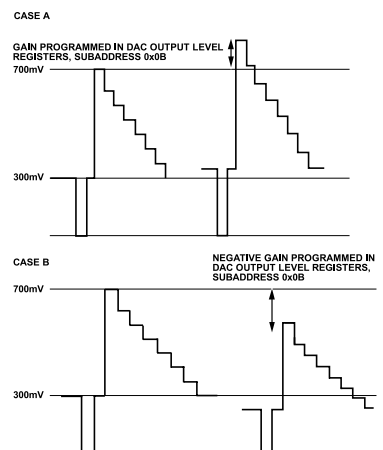 CASE A
GAIN PROGRAMMED IN DAC OUTPUT LEVEL
REGISTERS, SUBADDRESS 0x0B
700mV
300mV
CASE B
NEGATIVE GAIN PROGRAMMED IN
DAC OUTPUT LEVEL REGISTERS,
SUBADDRESS 0x0B
700mV
300mV